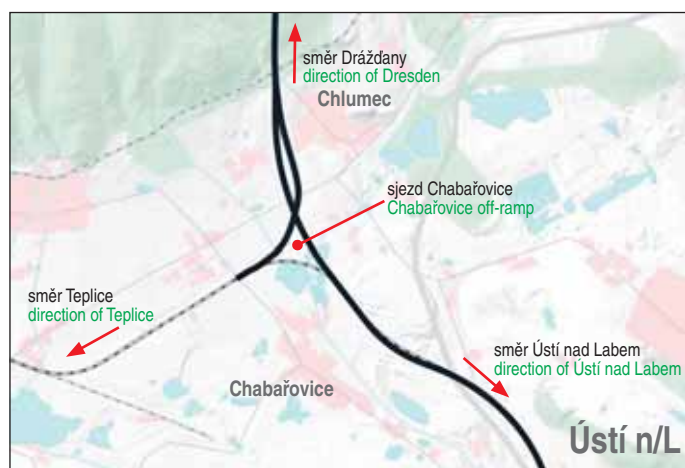 směr Drážďany
direction of Dresden
Chlumec
sjezd Chabařovice
Chabařovice off-ramp
směr Teplice
direction of Teplice
směr Ústí nad Labem
direction of Ústí nad Labem
Chabařovice
Ústí n/L